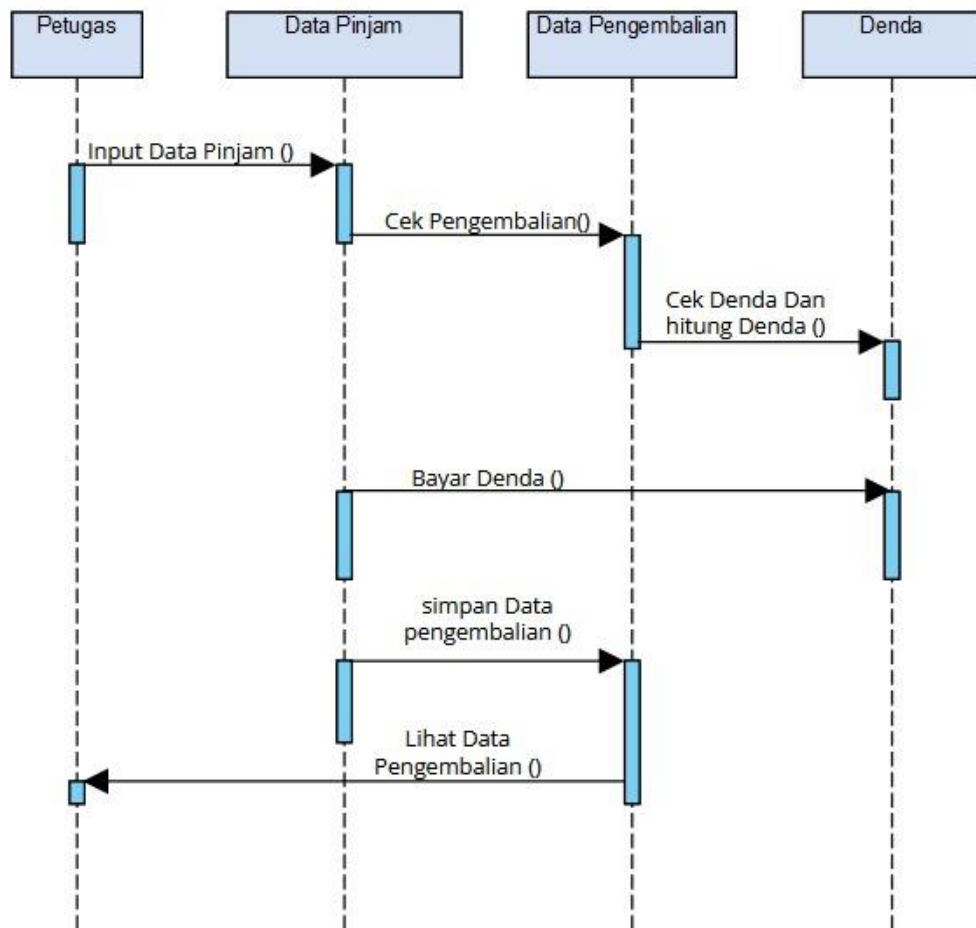 Petugas
Data Pinjam
Data Pengembalian
Denda
Input Data Pinjam ()
Cek Pengembalian()
Cek Denda Dan
hitung Denda ()
Bayar Denda ()
simpan Data
pengembalian ()
Lihat Data
Pengembalian ()